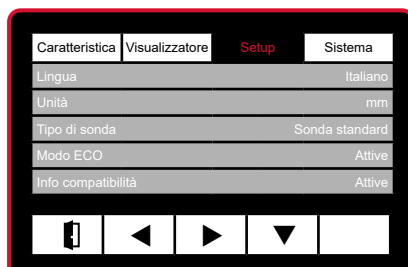 Caratteristica Visualizzatore Setup Sistema
Lingua Italiano
Unità mm
Tipo di sonda Sonda standard
Modo ECO Attive
Info compatibilità Attive